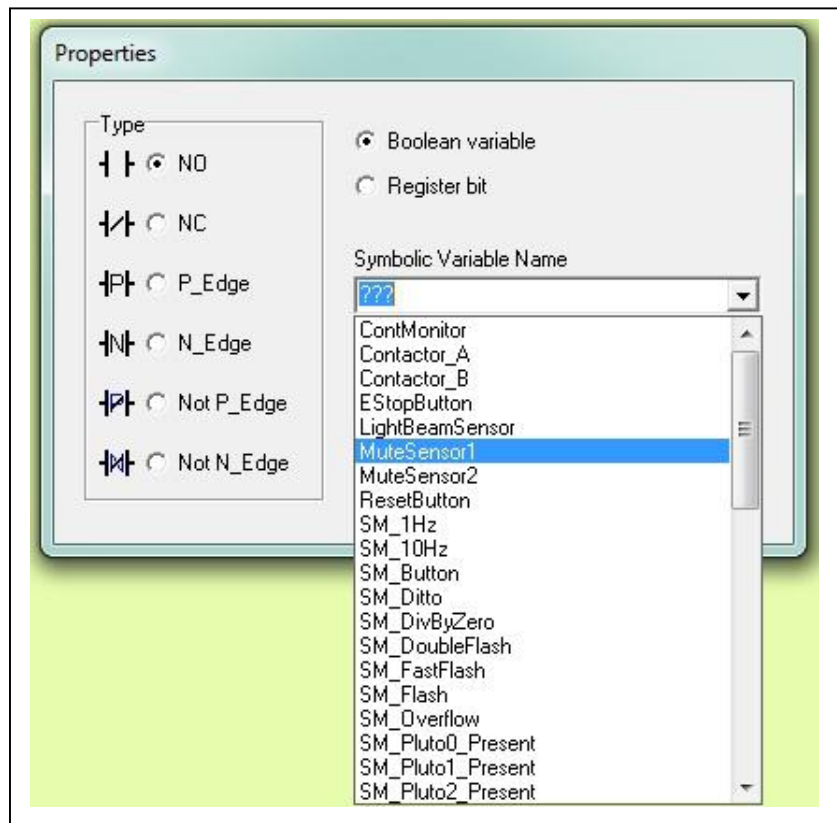 Properties
Type
NO
NC
P_Edge
N_Edge
Not P_Edge
Not N_Edge
Boolean variable
Register bit
Symbolic Variable Name
???
ContMonitor
Contactor_A
Contactor_B
EStopButton
LightBeamSensor
MuteSensor1
MuteSensor2
ResetButton
SM_1Hz
SM_10Hz
SM_Button
SM_Ditto
SM_DivByZero
SM_DoubleFlash
SM_FastFlash
SM_Flash
SM_Overflow
SM_Pluto0_Present
SM_Pluto1_Present
SM_Pluto2_Present